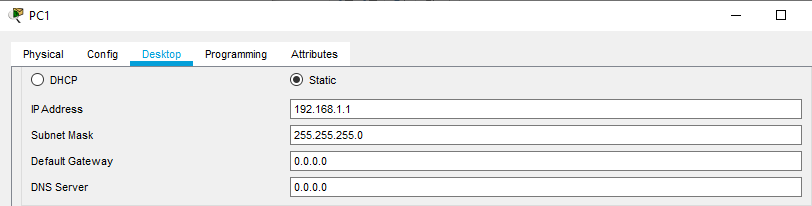 PC1
Physical Config Desktop Programming Attributes
DHCP Static
IP Address 192.168.1.1
Subnet Mask 255.255.255.0
Default Gateway 0.0.0.0
DNS Server 0.0.0.0